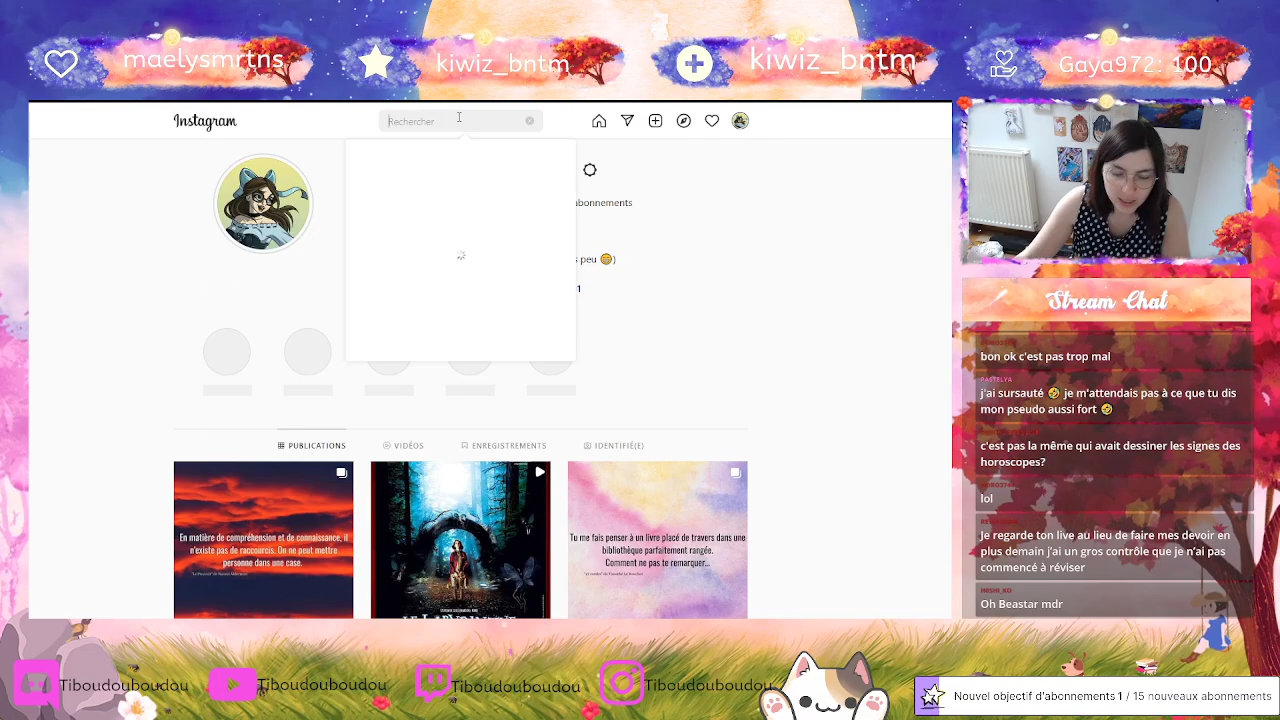 maelysmrtns
kiwiz_bntm
kiwiz_bntm
Gaya972: 100
Instagram
Rechercher
abonnements
s peu 😁)
1
PUBLICATIONS
VIDÉOS
ENREGISTREMENTS
IDENTIFIÉ(E)
En matière de compréhension et de connaissance, il
n'existe pas de raccourcis. On ne peut mettre
personne dans une case.
Tu me fais penser à un livre placé de travers dans une
bibliothèque parfaitement rangée.
Comment ne pas te remarquer...
LE LABYRINTHE
Stream Chat
bon ok c'est pas trop mal
PASTELYA
j'ai sursauté 🤣 je m'attendais pas à ce que tu dis
mon pseudo aussi fort 🤣
c'est pas la même qui avait dessiner les signes des
horoscopes?
lol
Je regarde ton live au lieu de faire mes devoir en
plus demain j'ai un gros contrôle que je n'ai pas
commencé à réviser
Oh Beastar mdr
Tiboudouboudou
Tiboudouboudou
Tiboudouboudou
Tiboudouboudou
Nouvel objectif d'abonnements 1 / 15 nouveaux abonnements